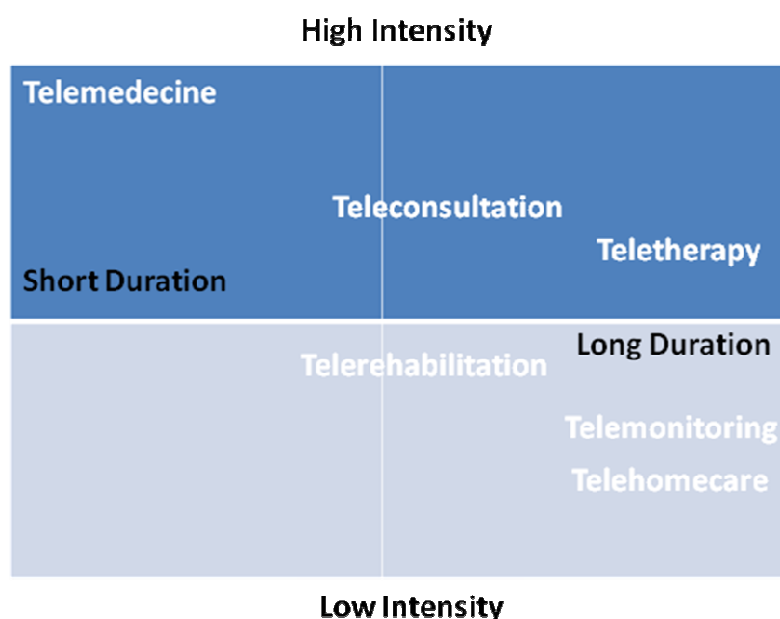 High Intensity
Telemedecine
Teleconsultation
Teletherapy
Short Duration
Long Duration
Telerehabilitation
Telemonitoring
Telehomecare
Low Intensity